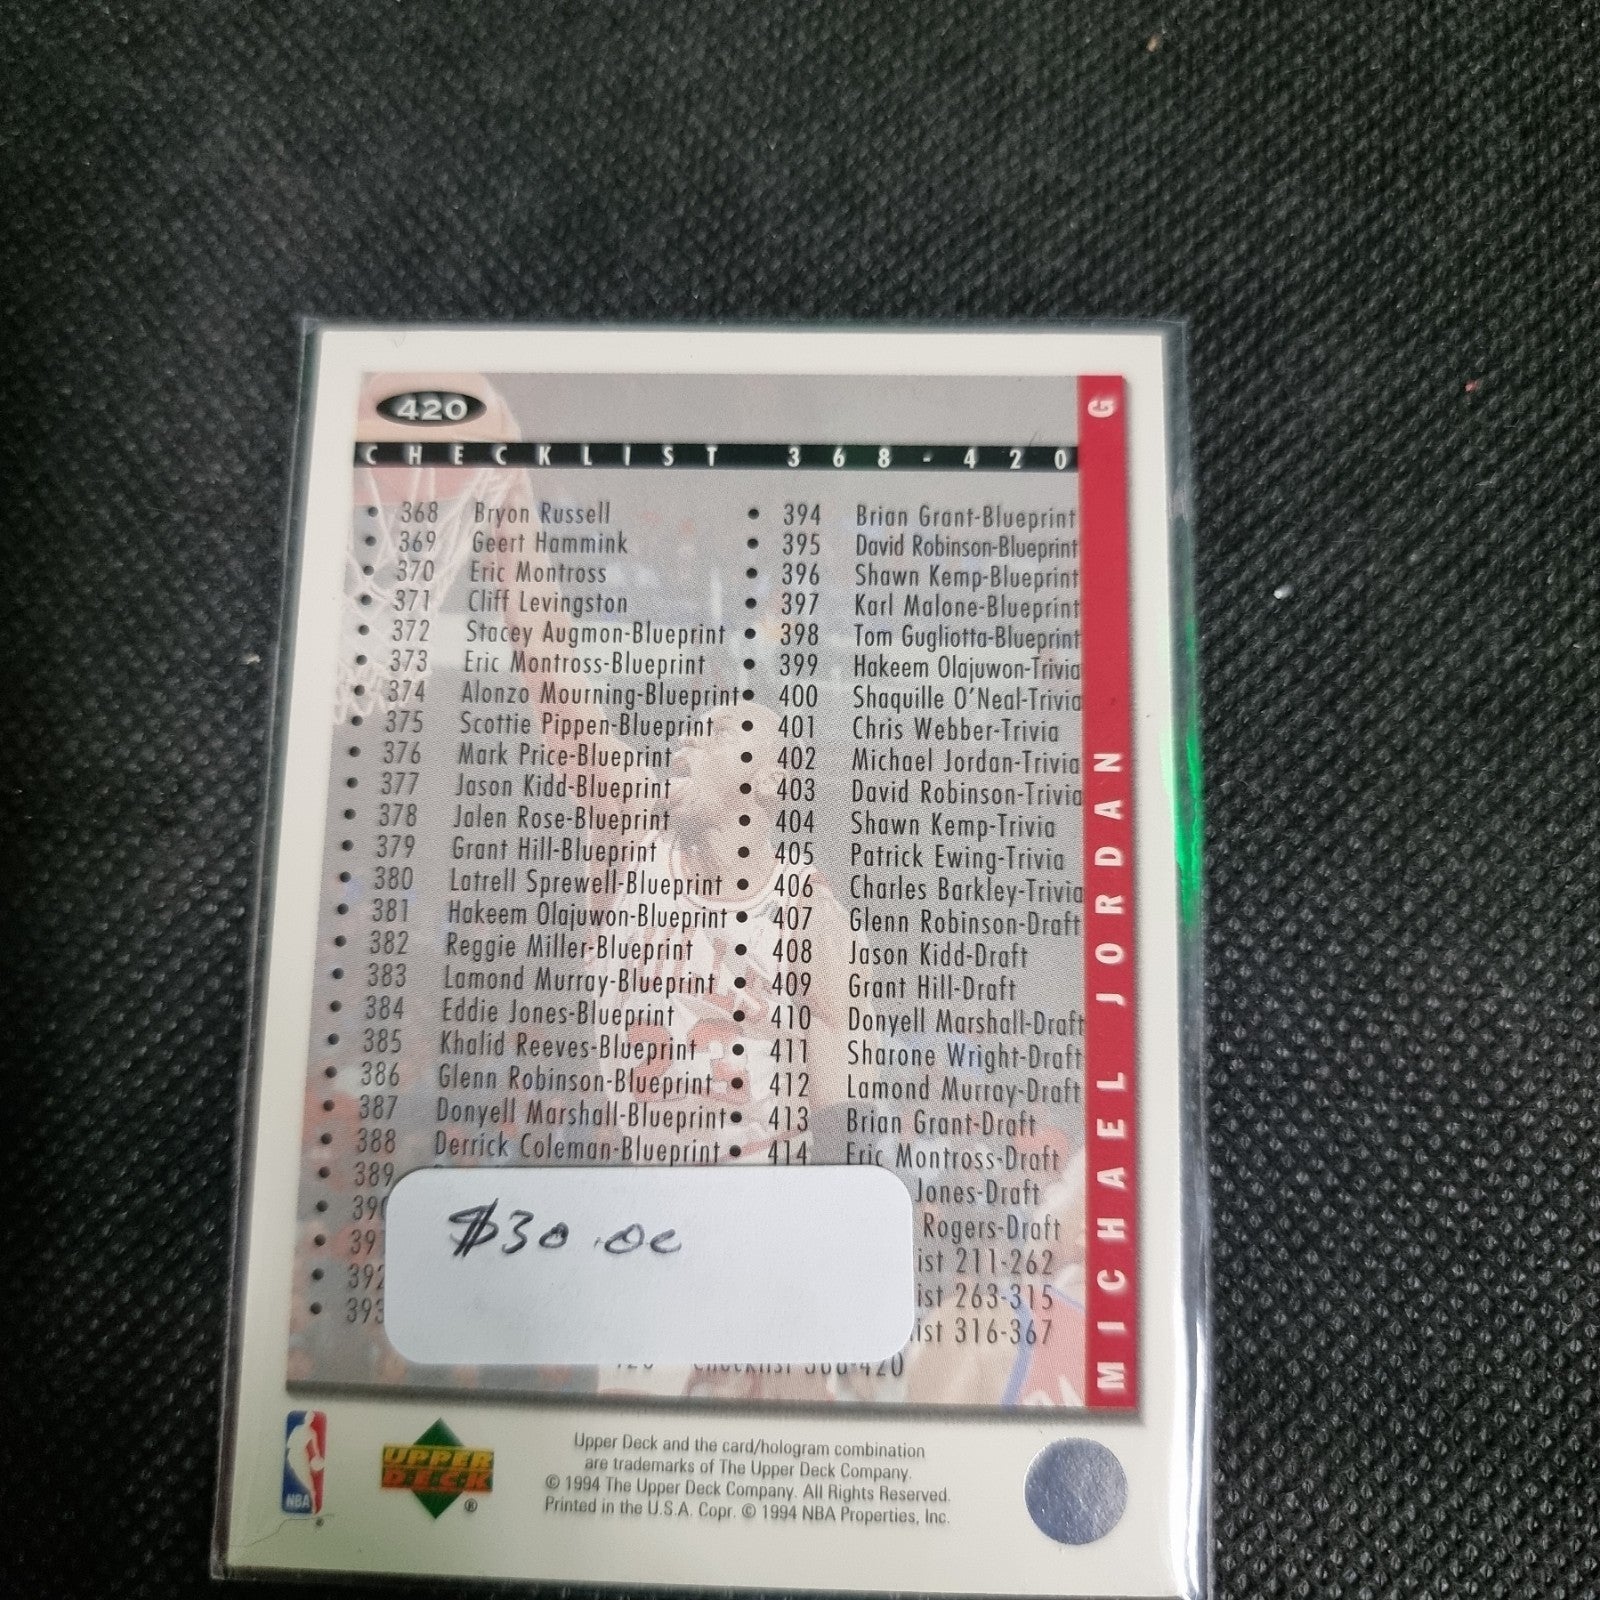 420
CHECKLIST 368-420
• 368 Bryon Russell
• 369 Geert Hammink
• 370 Eric Montross
• 371 Cliff Levingston
• 372 Stacey Augmon-Blueprint
• 373 Eric Montross-Blueprint
• 374 Alonzo Mourning-Blueprint
• 375 Scottie Pippen-Blueprint
• 376 Mark Price-Blueprint
• 377 Jason Kidd-Blueprint
• 378 Jalen Rose-Blueprint
• 379 Grant Hill-Blueprint
• 380 Latrell Sprewell-Blueprint
• 381 Hakeem Olajuwon-Blueprint
• 382 Reggie Miller-Blueprint
• 383 Lamond Murray-Blueprint
• 384 Eddie Jones-Blueprint
• 385 Khalid Reeves-Blueprint
• 386 Glenn Robinson-Blueprint
• 387 Donyell Marshall-Blueprint
• 388 Derrick Coleman-Blueprint
• 389
• 39
• 39
• 392
• 393
• 394 Brian Grant-Blueprint
• 395 David Robinson-Blueprint
• 396 Shawn Kemp-Blueprint
• 397 Karl Malone-Blueprint
• 398 Tom Gugliotta-Blueprint
• 399 Hakeem Olajuwon-Trivia
• 400 Shaquille O'Neal-Trivia
• 401 Chris Webber-Trivia
• 402 Michael Jordan-Trivia
• 403 David Robinson-Trivia
• 404 Shawn Kemp-Trivia
• 405 Patrick Ewing-Trivia
• 406 Charles Barkley-Trivia
• 407 Glenn Robinson-Draft
• 408 Jason Kidd-Draft
• 409 Grant Hill-Draft
• 410 Donyell Marshall-Draft
• 411 Sharone Wright-Draft
• 412 Lamond Murray-Draft
• 413 Brian Grant-Draft
• 414 Eric Montross-Draft
Jones-Draft
Rogers-Draft
ist 211-262
ist 263-315
ist 316-367
$30.00
MICHAEL JORDAN G
NBA
UPPER DECK ®
Upper Deck and the card/hologram combination
are trademarks of The Upper Deck Company.
© 1994 The Upper Deck Company. All Rights Reserved.
Printed in the U.S.A. Copr. © 1994 NBA Properties, Inc.